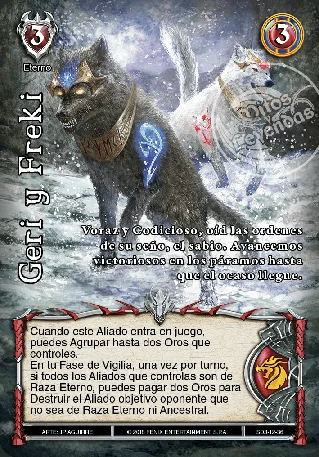 3
3
Eterno
Mitos y
Leyendas
Geri y Freki
Voraz y Codicioso, oíd las ordenes
de su seño, el sabio. Avancemos
victoriosos en los páramos hasta
que el ocaso llegue.
Cuando este Aliado entra en juego,
puedes Agrupar hasta dos Oros que
controles.
En tu Fase de Vigilia, una vez por turno,
si todos los Aliados que controlas son de
Raza Eterno, puedes pagar dos Oros para
Destruir el Aliado objetivo oponente que
no sea de Raza Eterno ni Ancestral.
ENTERTAINMENT